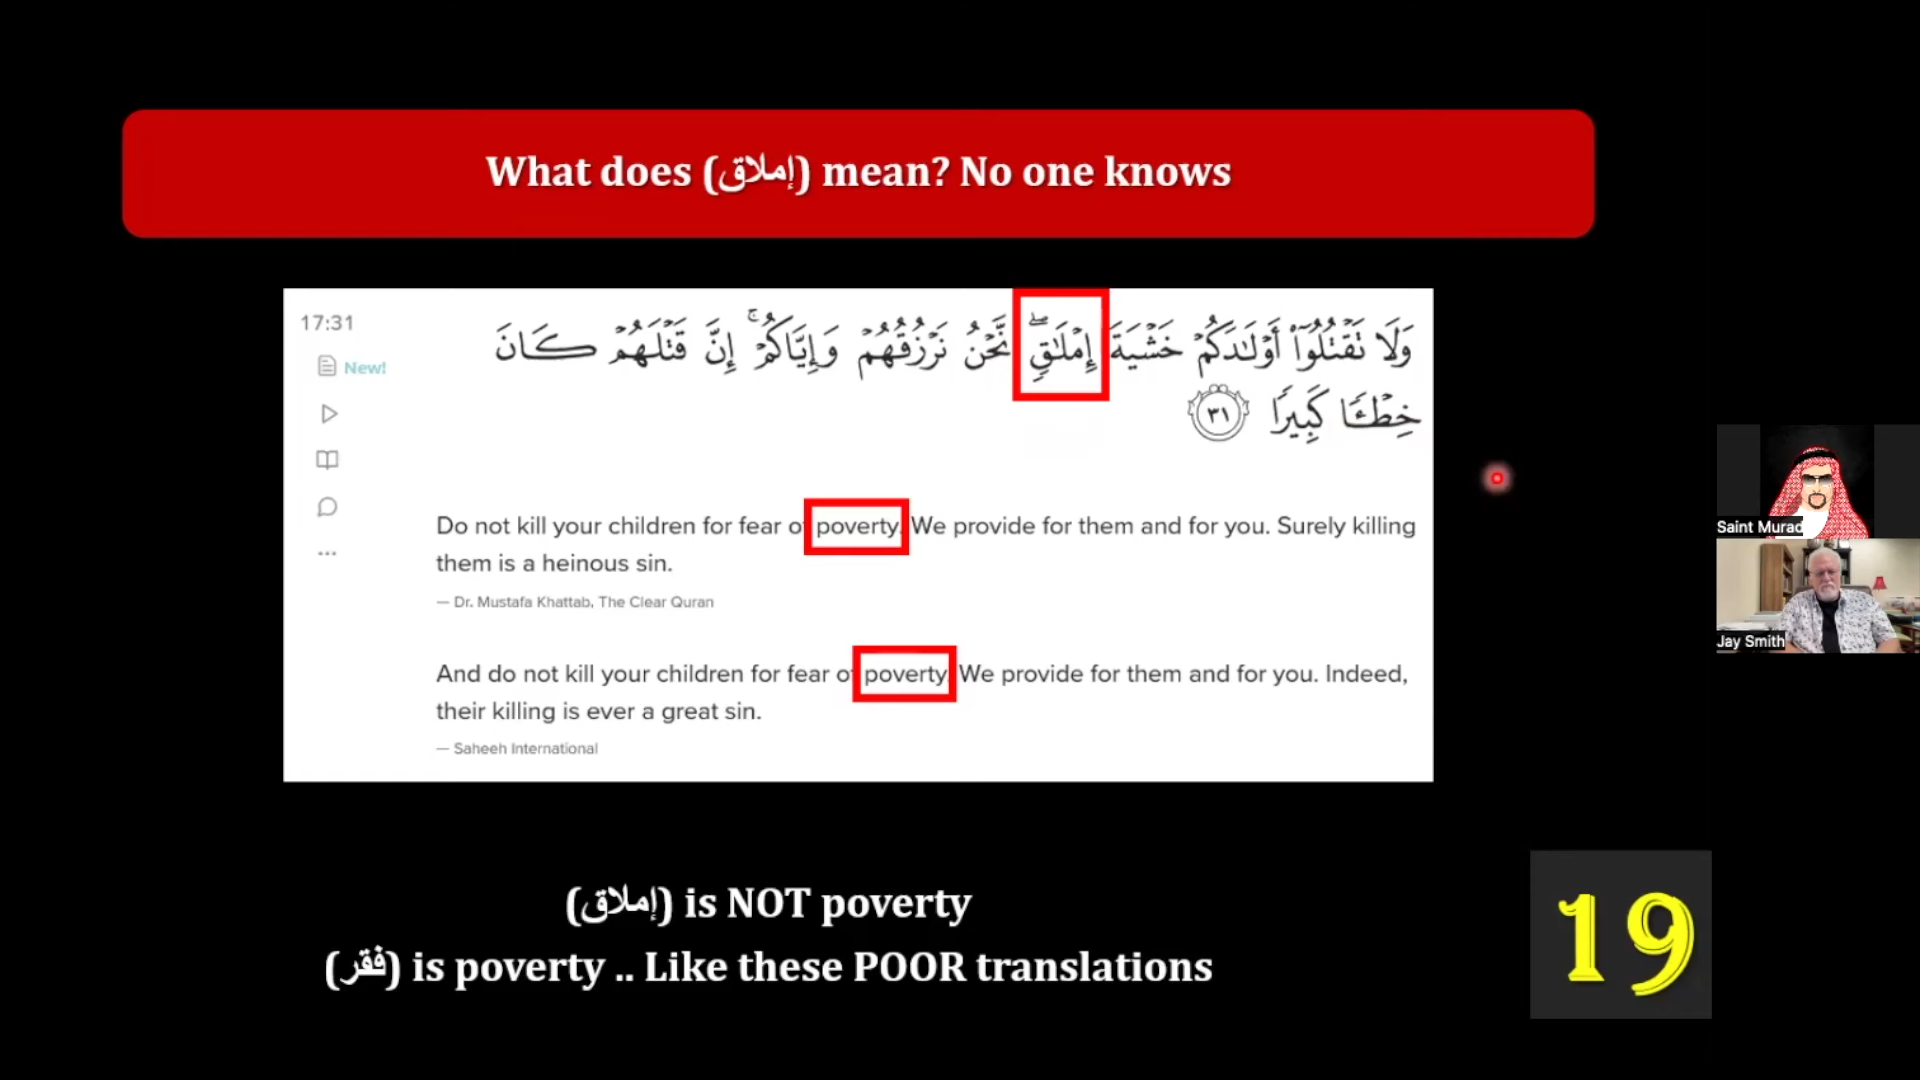 What does (إملاق) mean? No one knows
17:31
وَلَا تَقْتُلُوٓا۟ أَوْلَـٰدَكُمْ خَشْيَةَ إِمْلَـٰقٍۢ ۖ نَّحْنُ نَرْزُقُهُمْ وَإِيَّاكُمْ ۚ إِنَّ قَتْلَهُمْ كَانَ
خِطْـًٔا كَبِيرًا ٣١
New!
Do not kill your children for fear of poverty. We provide for them and for you. Surely killing
them is a heinous sin.
— Dr. Mustafa Khattab, The Clear Quran
And do not kill your children for fear of poverty. We provide for them and for you. Indeed,
their killing is ever a great sin.
— Saheeh International
(إملاق) is NOT poverty
(فقر) is poverty .. Like these POOR translations
19
Saint Murad
Jay Smith